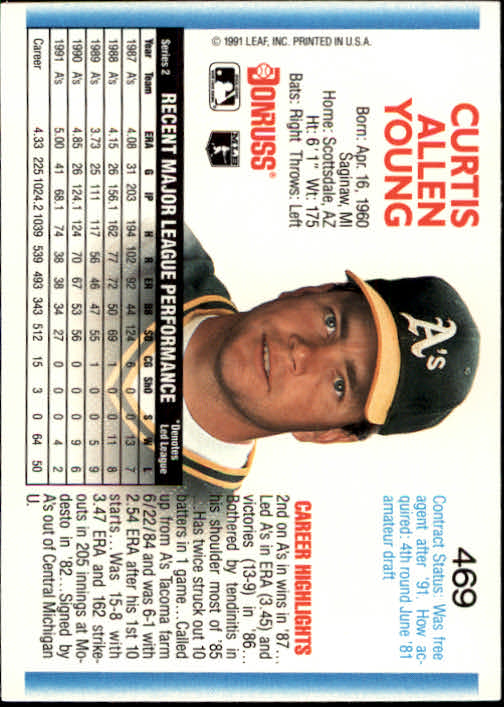 CURTIS
ALLEN
YOUNG
Born: Apr. 16, 1960
Saginaw, MI
Home: Scottsdale, AZ
Ht: 6'1" Wt: 175
Bats: Right Throws: Left
DONRUSS®
MLB
© 1991 LEAF, INC. PRINTED IN U.S.A.
469
Contract Status: Was free
agent after '91. How ac-
quired: 4th round June '81
amateur draft
A's
CAREER HIGHLIGHTS
2nd on A's in wins in '87...
Led A's in ERA (3.45) and
victories (13-9) in '86...
Bothered by tendinitis in
his shoulder most of '85
...Has twice struck out 10
batters in 1 game...Called
up from A's Tacoma farm
6/22/84 and was 6-1 with
2.54 ERA after his 1st 10
starts...Was 15-8 with
3.47 ERA and 162 strike-
outs in 205 innings at Mo-
desto in '82...Signed by
A's out of Central Michigan
U.
Series 2 RECENT MAJOR LEAGUE PERFORMANCE *Denotes
Led League
Year Team ERA G IP H R ER BB SO CG ShO S W L
1987 A's 4.08 31 203 194 102 92 44 124 6 0 0 13 7
1988 A's 4.15 26 156.1 162 77 72 50 69 1 0 0 11 8
1989 A's 3.73 25 111 117 56 46 47 55 1 0 0 5 9
1990 A's 4.85 26 124.1 124 70 67 53 56 0 0 0 9 6
1991 A's 5.00 41 68.1 74 38 38 34 27 0 0 0 4 2
Career 4.33 225 1024.2 1039 539 493 343 512 15 3 0 64 50